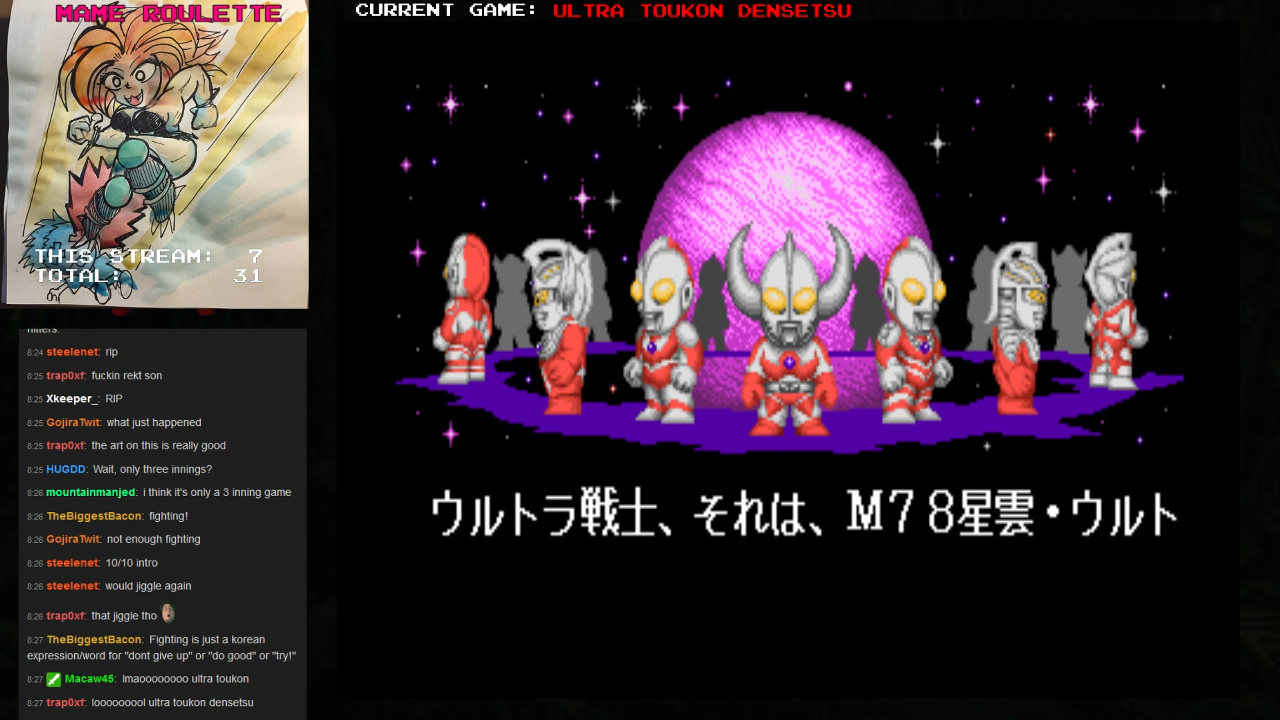 MAME ROULETTE
CURRENT GAME: ULTRA TOUKON DENSETSU
THIS STREAM: 7
TOTAL: 31
hitters.
8:24 steelenet: rip
8:25 trap0xf: fuckin rekt son
8:25 Xkeeper_: RIP
8:25 GojiraTwit: what just happened
8:25 trap0xf: the art on this is really good
8:25 HUGDD: Wait, only three innings?
8:26 mountainmanjed: i think it's only a 3 inning game
8:26 TheBiggestBacon: fighting!
8:26 GojiraTwit: not enough fighting
8:26 steelenet: 10/10 intro
8:26 steelenet: would jiggle again
8:26 trap0xf: that jiggle tho
8:27 TheBiggestBacon: Fighting is just a korean
expression/word for "dont give up" or "do good" or "try!"
8:27 Macaw45: lmaoooooooo ultra toukon
8:27 trap0xf: looooooool ultra toukon densetsu
ウルトラ戦士、それは、M78星雲・ウルト